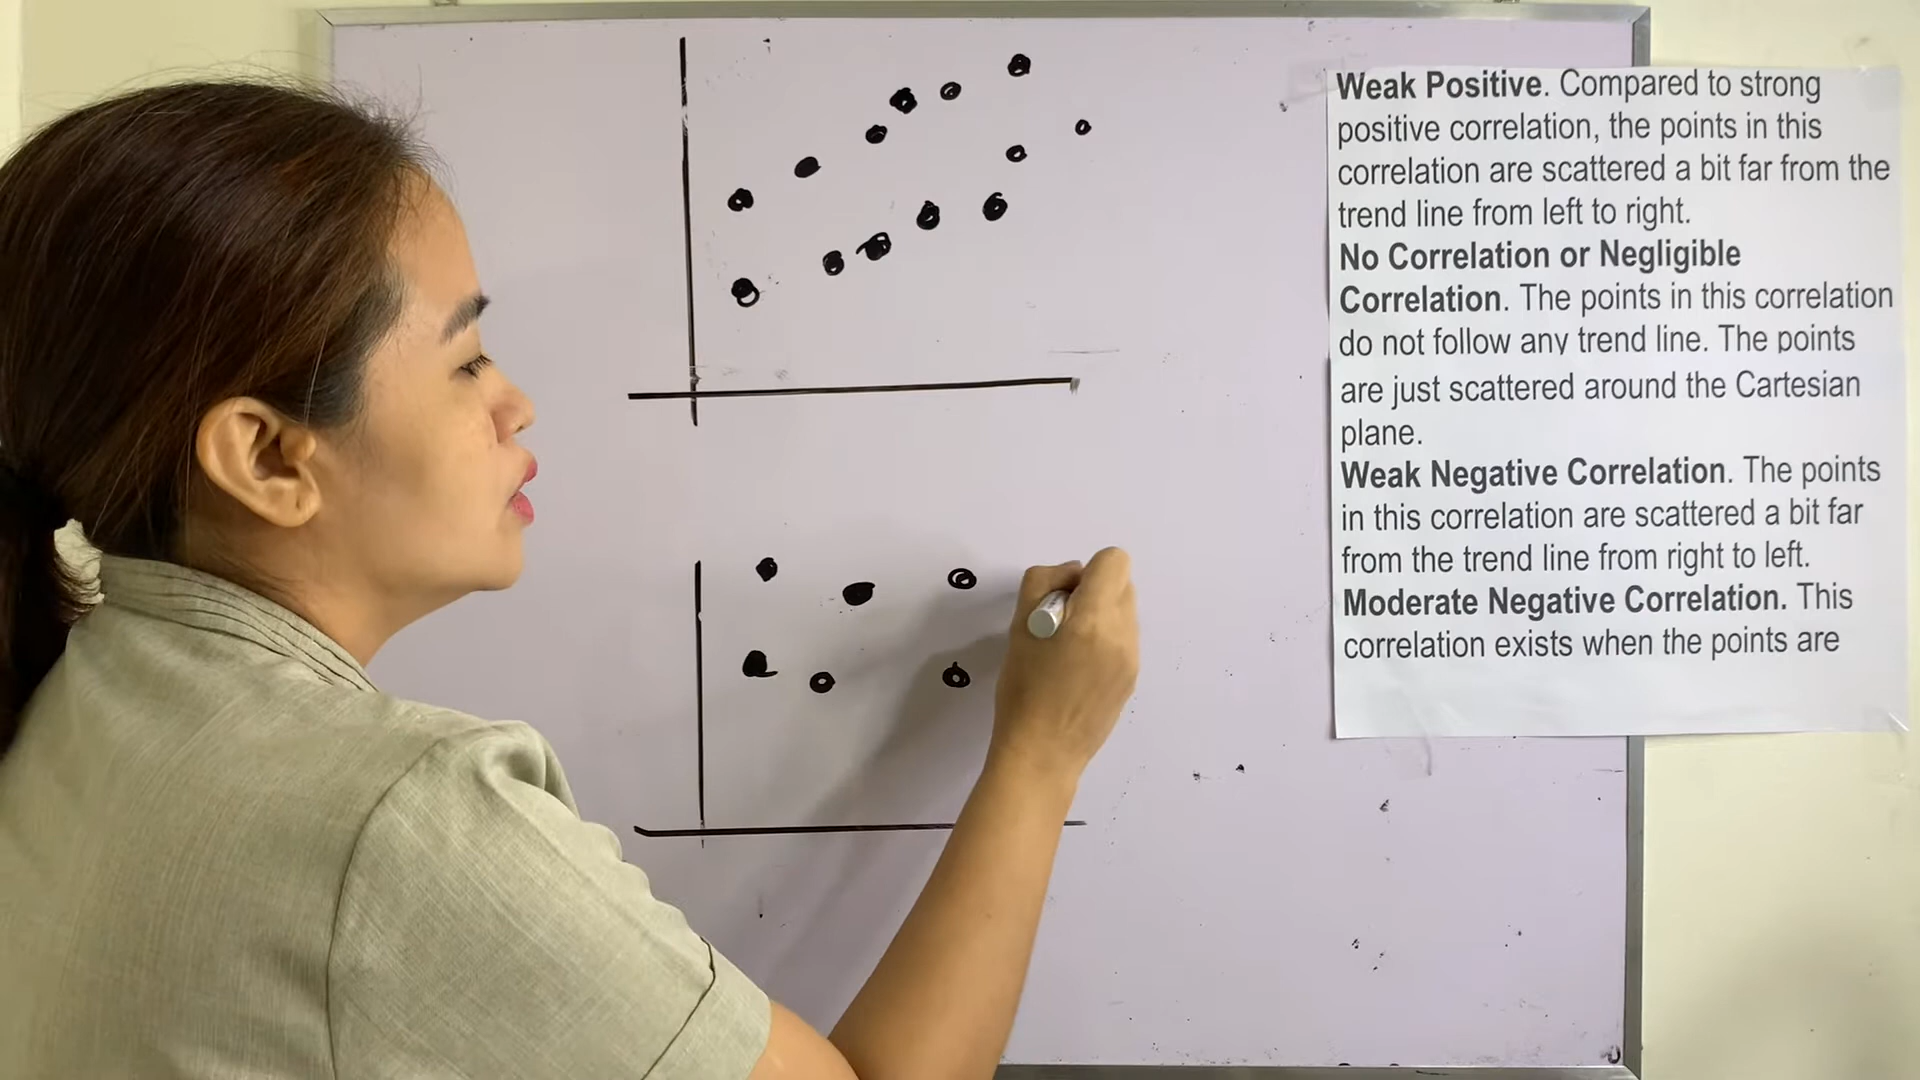 Weak Positive. Compared to strong
positive correlation, the points in this
correlation are scattered a bit far from the
trend line from left to right.
No Correlation or Negligible
Correlation. The points in this correlation
do not follow any trend line. The points
are just scattered around the Cartesian
plane.
Weak Negative Correlation. The points
in this correlation are scattered a bit far
from the trend line from right to left.
Moderate Negative Correlation. This
correlation exists when the points are